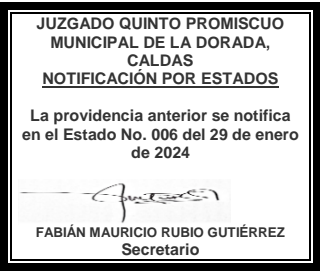 JUZGADO QUINTO PROMISCUO
MUNICIPAL DE LA DORADA,
CALDAS
NOTIFICACIÓN POR ESTADOS
La providencia anterior se notifica
en el Estado No. 006 del 29 de enero
de 2024
FABIÁN MAURICIO RUBIO GUTIÉRREZ
Secretario